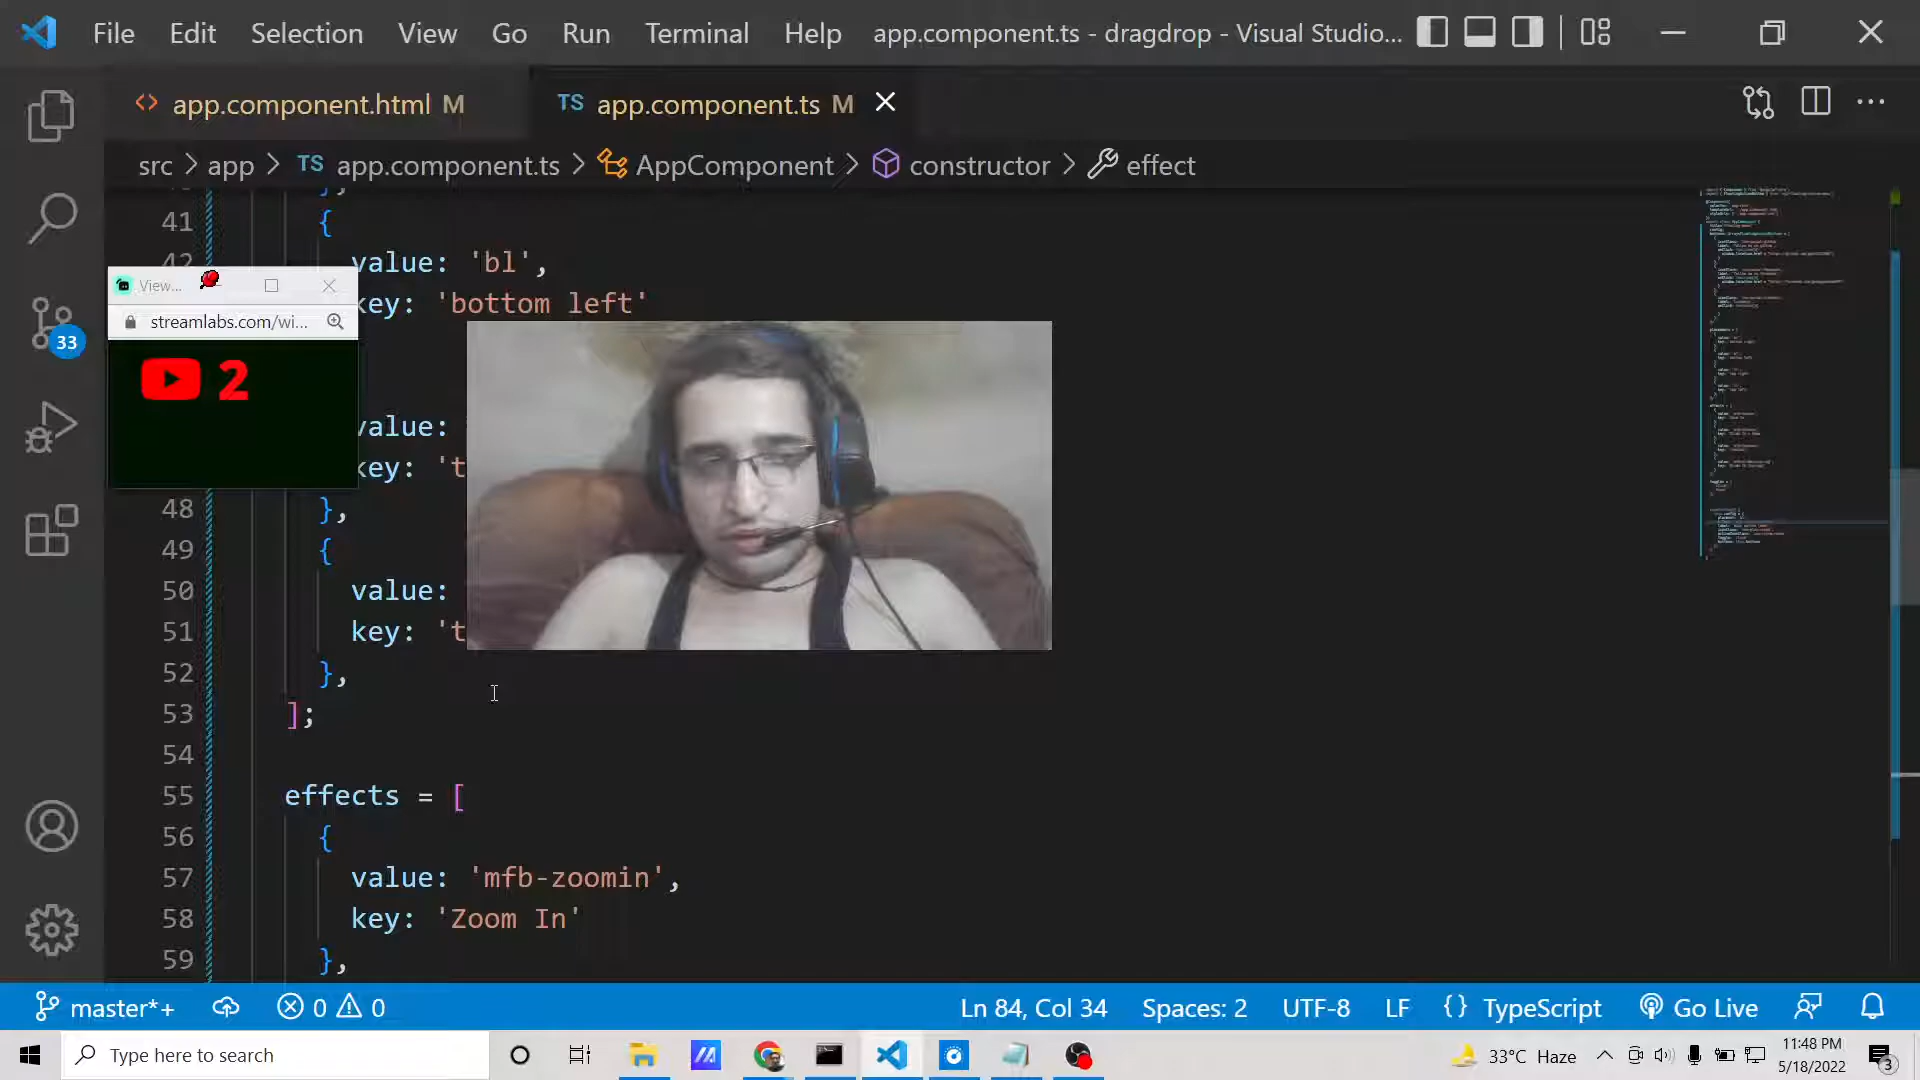 File Edit Selection View Go Run Terminal Help app.component.ts - dragdrop - Visual Studio...
<> app.component.html M TS app.component.ts M
src > app > TS app.component.ts > AppComponent > constructor > effect
41 {
42 value: 'bl',
key: 'bottom left'
View...
streamlabs.com/wi...
2
value:
key: 't
48 },
49 {
50 value:
51 key: 't
52 },
53 ];
54
55 effects = [
56 {
57 value: 'mfb-zoomin',
58 key: 'Zoom In'
59 },
33
master*+ 0 0 Ln 84, Col 34 Spaces: 2 UTF-8 LF {} TypeScript Go Live
Type here to search 33°C Haze 11:48 PM
5/18/2022 3